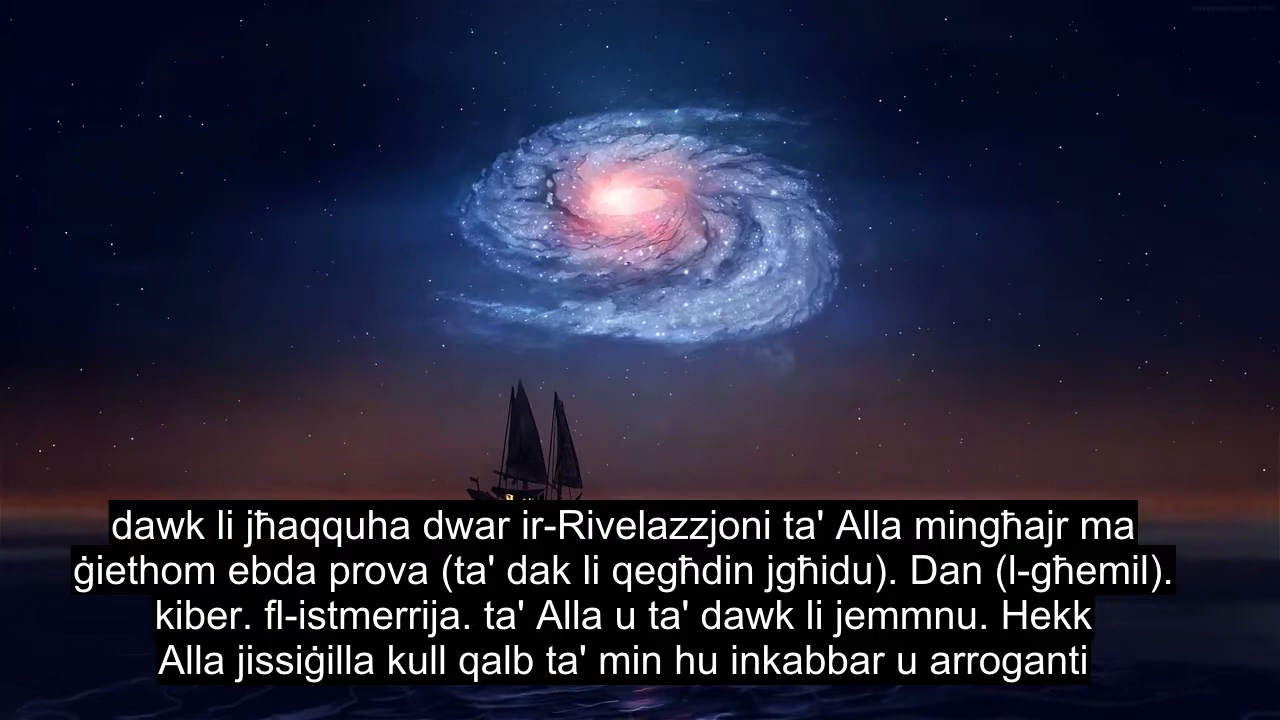 dawk li jħaqquha dwar ir-Rivelazzjoni ta' Alla mingħajr ma
ġiethom ebda prova (ta' dak li qegħdin jgħidu). Dan (l-għemil).
kiber. fl-istmerrija. ta' Alla u ta' dawk li jemmnu. Hekk
Alla jissiġilla kull qalb ta' min hu inkabbar u arroganti